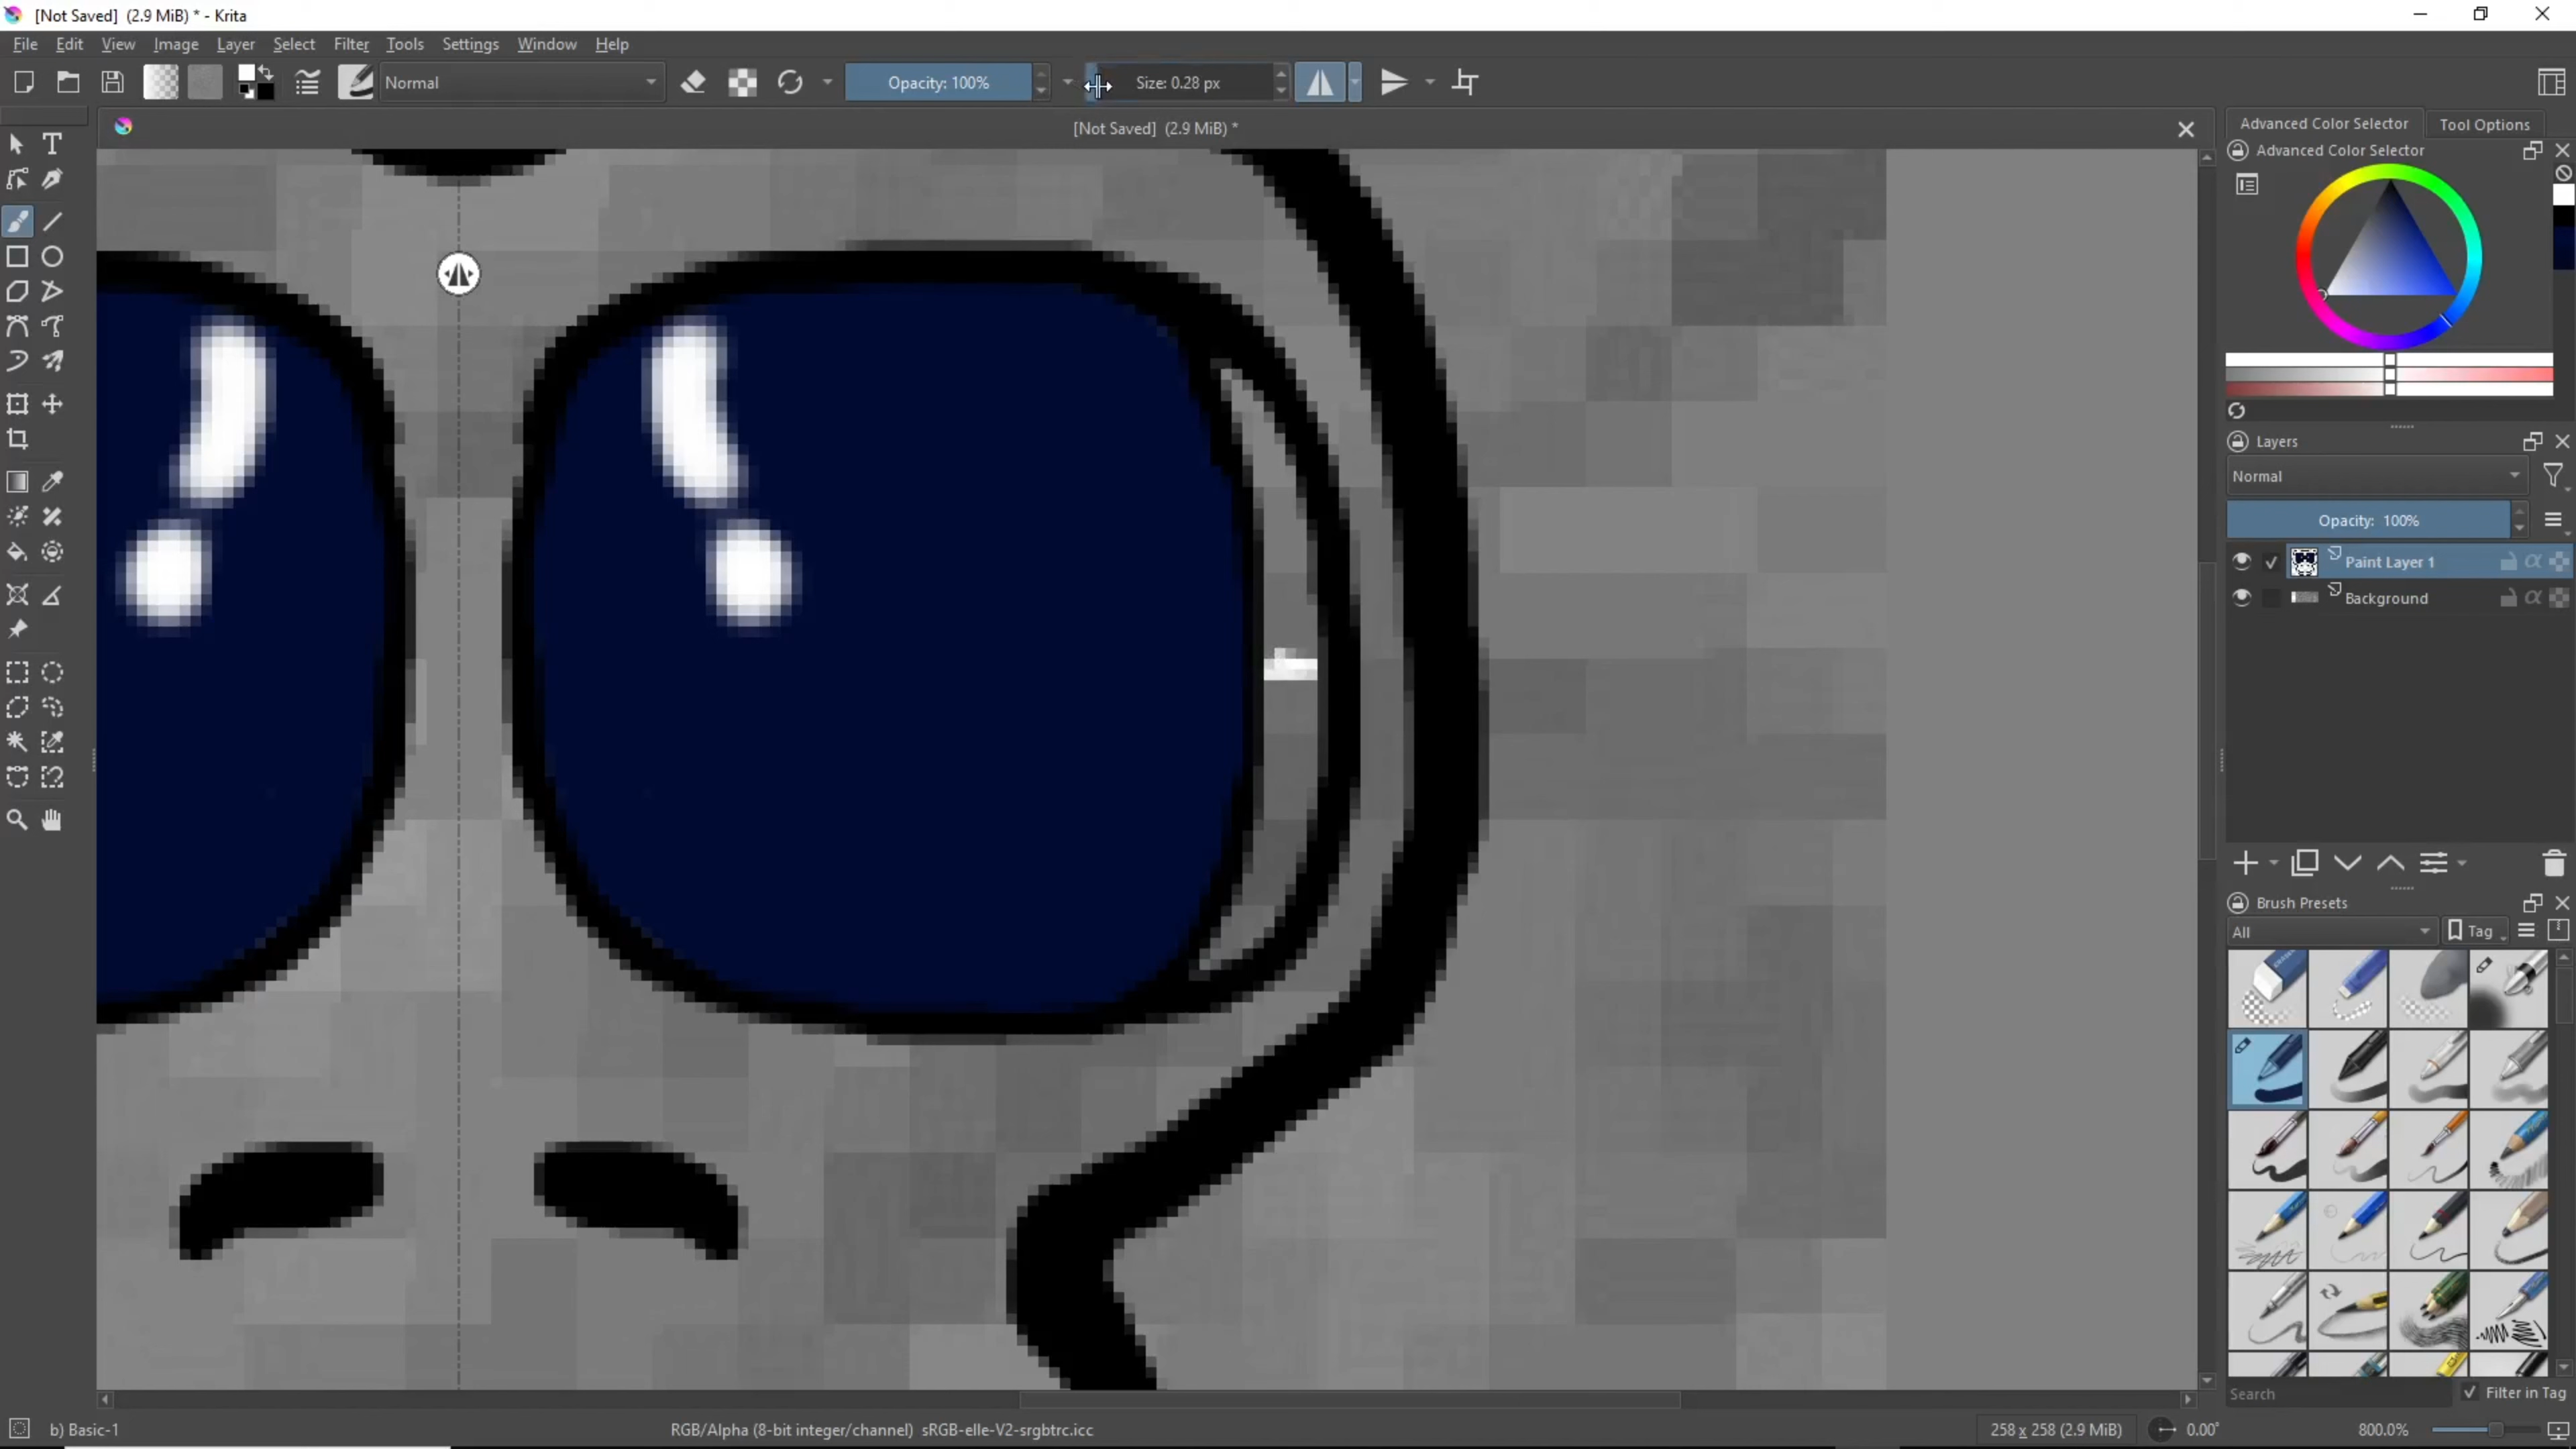 [Not Saved] (2.9 MiB) * - Krita
File Edit View Image Layer Select Filter Tools Settings Window Help
Normal Opacity: 100% Size: 0.28 px
[Not Saved] (2.9 MiB) *
Advanced Color Selector Tool Options
Advanced Color Selector
Layers
Normal
Opacity: 100%
Paint Layer 1
Background
Brush Presets
All Tag
Search Filter in Tag
b) Basic-1 RGB/Alpha (8-bit integer/channel) sRGB-elle-V2-srgbtrc.icc 258 x 258 (2.9 MiB) 0.00° 800.0%